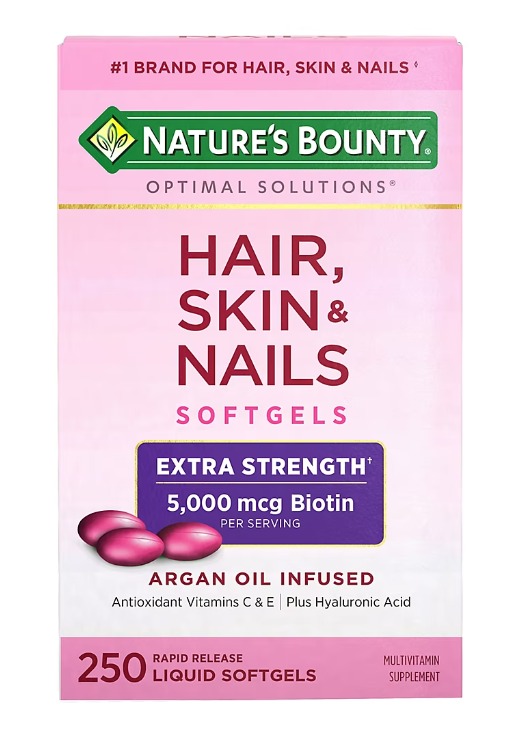 #1 BRAND FOR HAIR, SKIN & NAILS ◊
NATURE'S BOUNTY®
OPTIMAL SOLUTIONS®
HAIR,
SKIN &
NAILS
SOFTGELS
EXTRA STRENGTH†
5,000 mcg Biotin
PER SERVING
ARGAN OIL INFUSED
Antioxidant Vitamins C & E | Plus Hyaluronic Acid
250 RAPID RELEASE
LIQUID SOFTGELS
MULTIVITAMIN
SUPPLEMENT